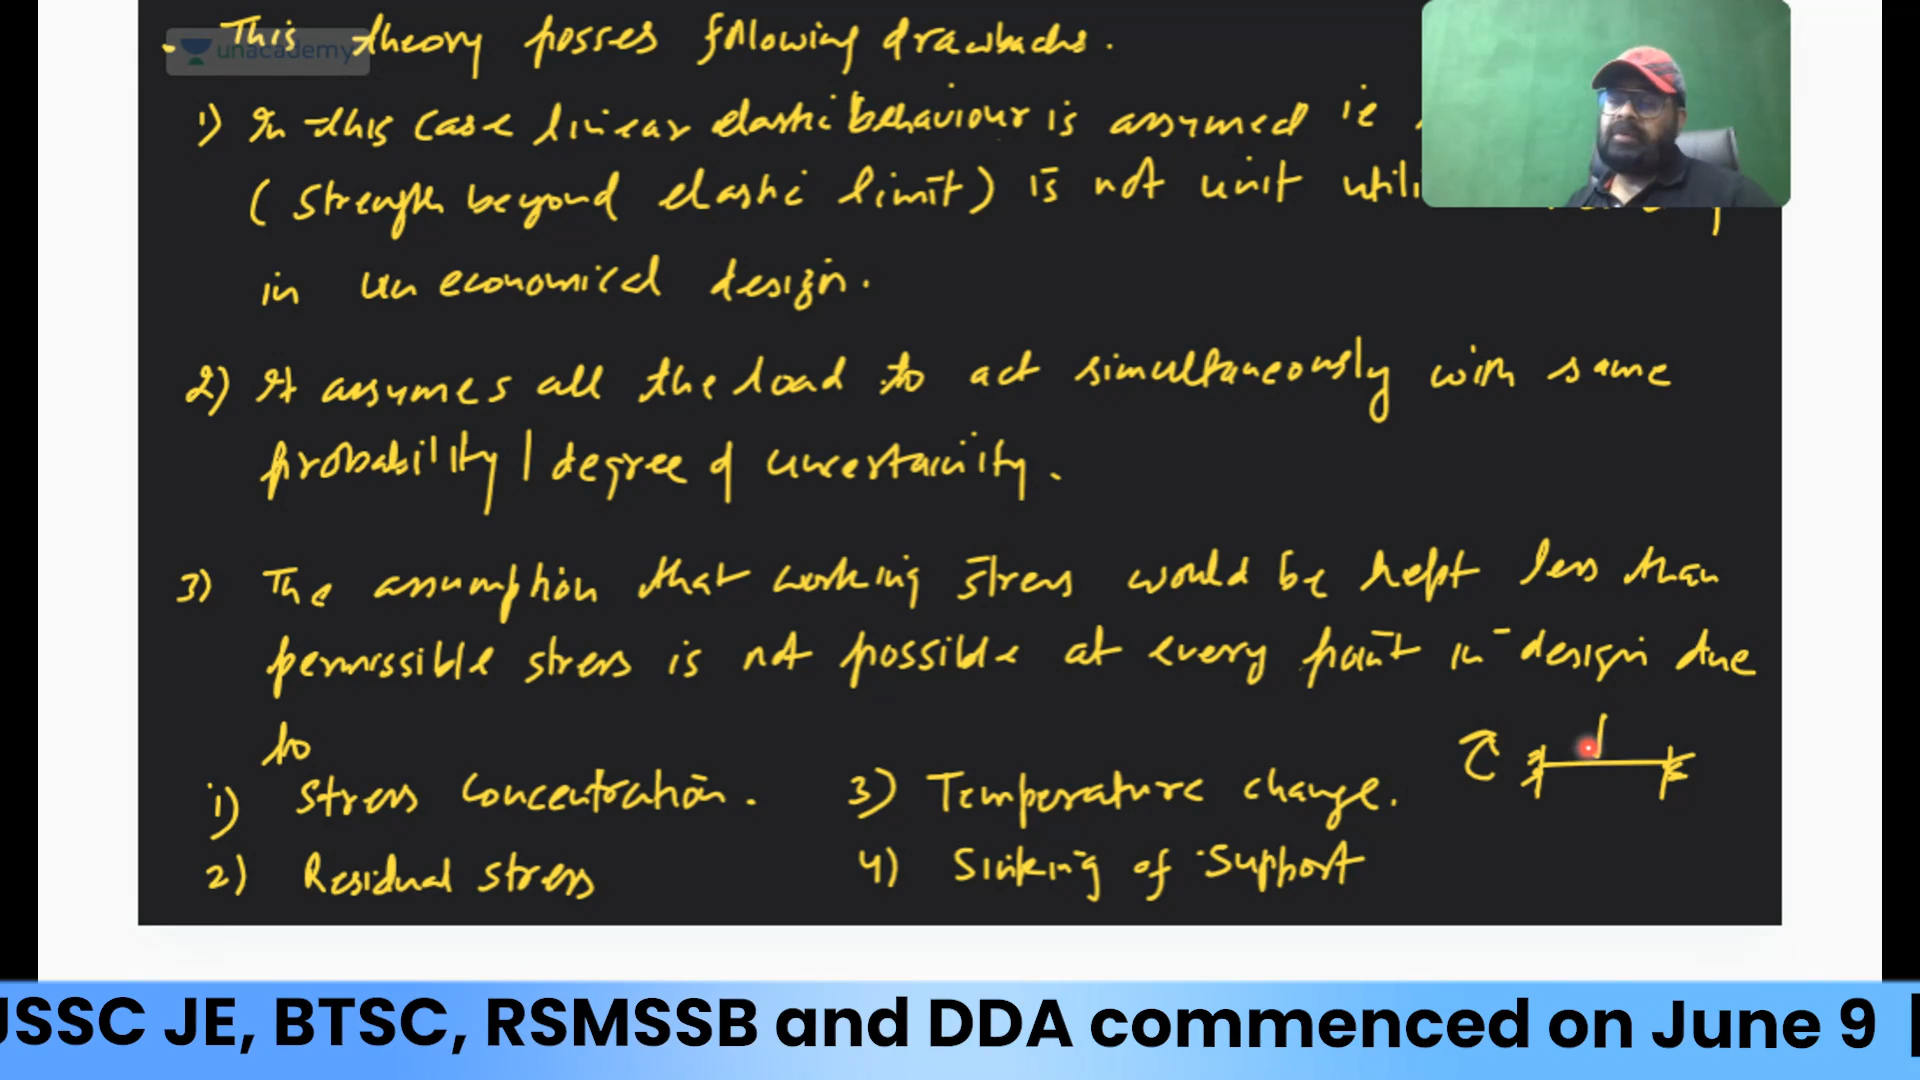 This theory posses following drawbacks.
unacademy
1) In this case linear elastic behaviour is assumed ie
(strength beyond elastic limit) is not unit
in uneconomical design.
2) It assumes all the load to act simultaneously with same
probability / degree of uncertainity.
3) The assumption that working stress would be kept less than
permissible stress is not possible at every point in design due
to
i) Stress concentration. 3) Temperature change.
2) Residual stress 4) Sinking of support
JSSC JE, BTSC, RSMSSB and DDA commenced on June 9 |